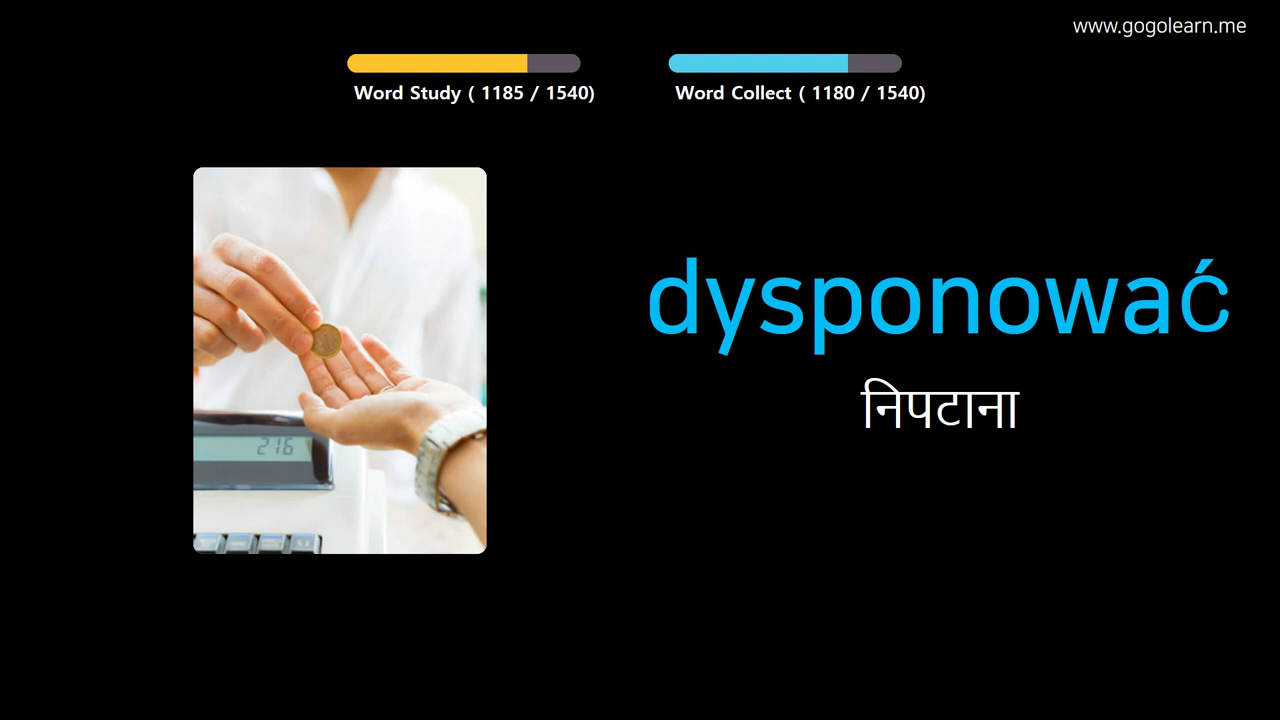 www.gogolearn.me
Word Study ( 1185 / 1540)
Word Collect ( 1180 / 1540)
dysponować
निपटाना
216